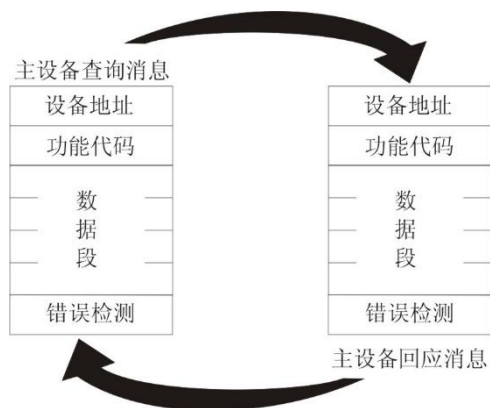 主设备查询消息
设备地址
功能代码
数
据
段
错误检测
设备地址
功能代码
数
据
段
错误检测
主设备回应消息